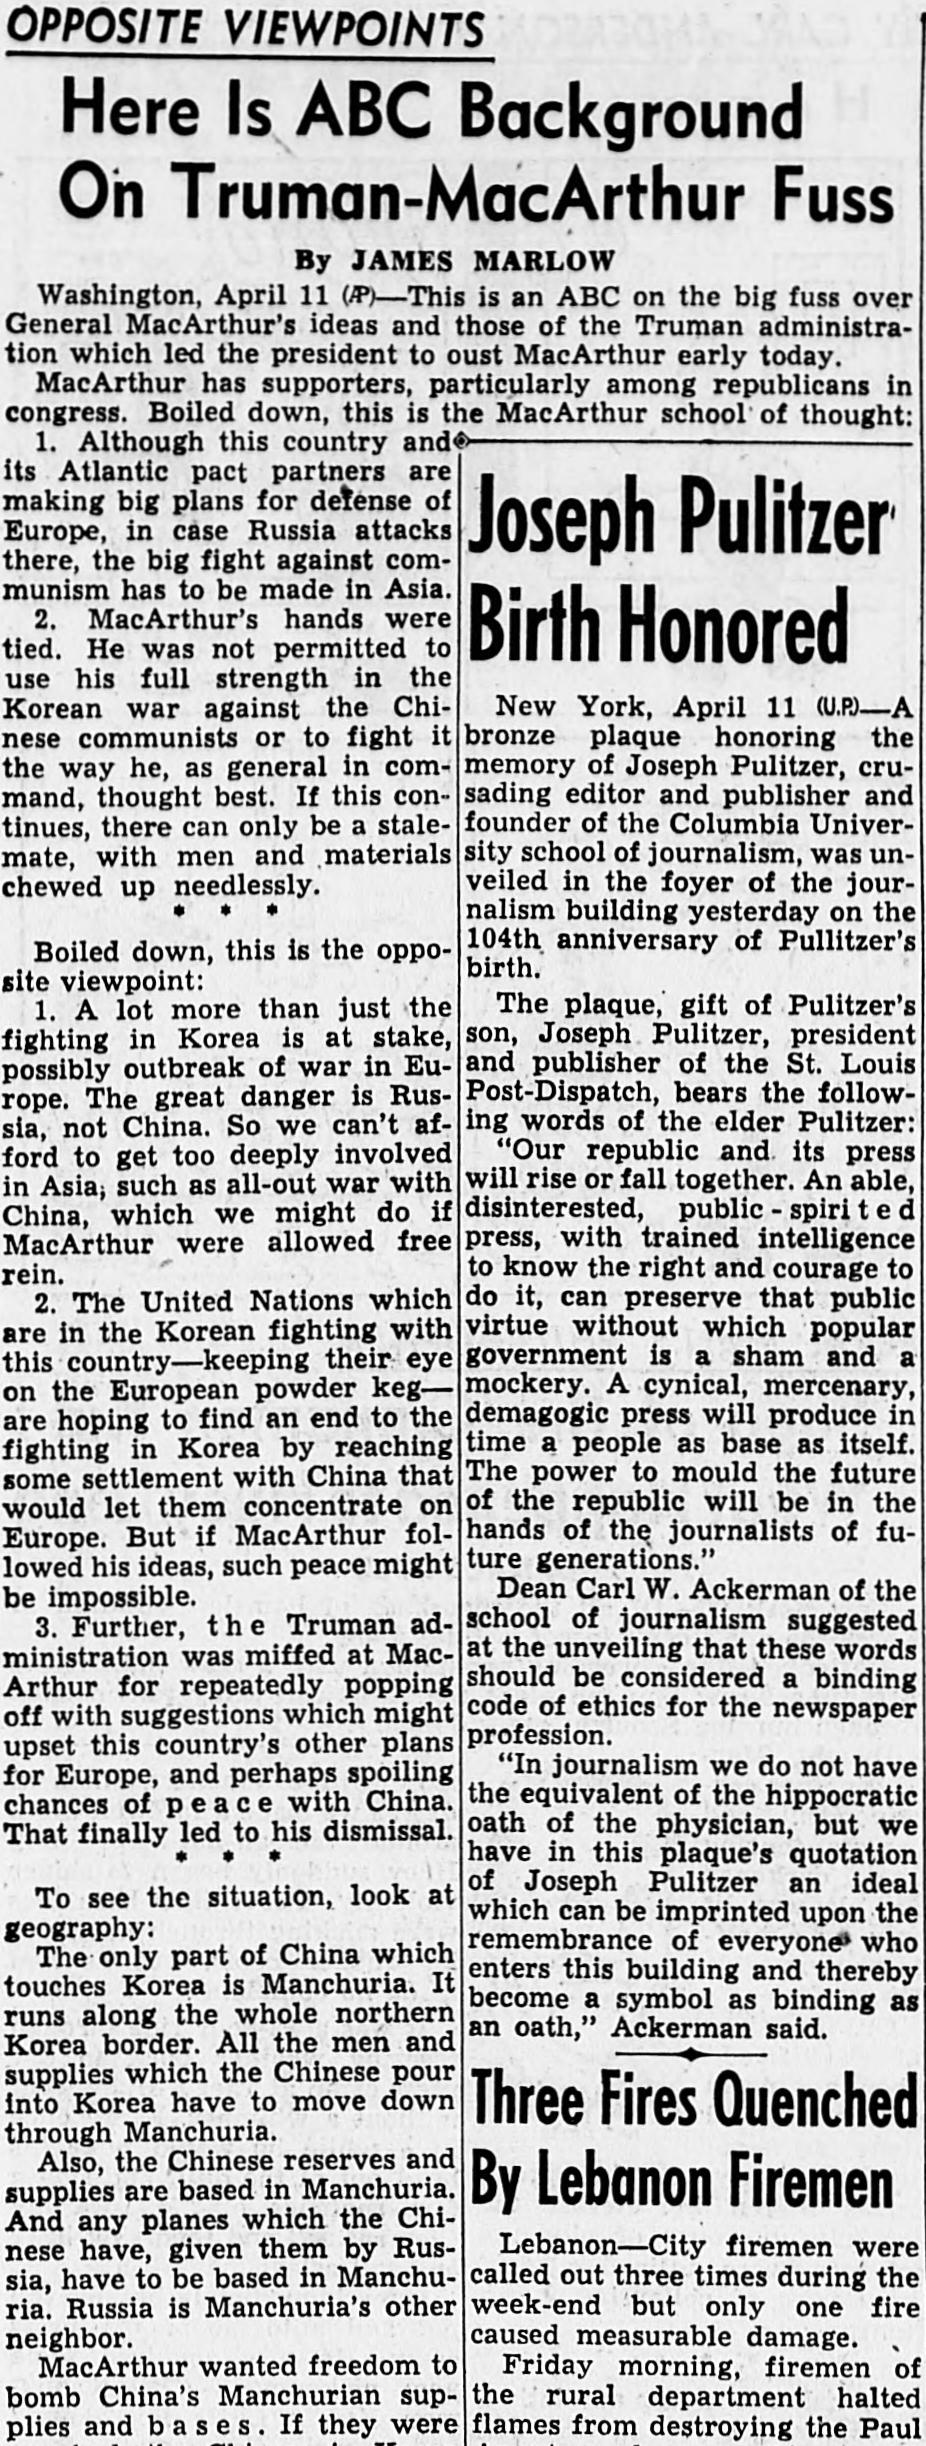 OPPOSITE VIEWPOINTS
Here Is ABC Background
On Truman-MacArthur Fuss
By JAMES MARLOW
Washington, April 11 (AP)—This is an ABC on the big fuss over
General MacArthur's ideas and those of the Truman administra-
tion which led the president to oust MacArthur early today.
MacArthur has supporters, particularly among republicans in
congress. Boiled down, this is the MacArthur school of thought:
1. Although this country and
its Atlantic pact partners are
making big plans for defense of
Europe, in case Russia attacks
there, the big fight against com-
munism has to be made in Asia.
2. MacArthur's hands were
tied. He was not permitted to
use his full strength in the
Korean war against the Chi-
nese communists or to fight it
the way he, as general in com-
mand, thought best. If this con-
tinues, there can only be a stale-
mate, with men and materials
chewed up needlessly.
* * *
Boiled down, this is the oppo-
site viewpoint:
1. A lot more than just the
fighting in Korea is at stake,
possibly outbreak of war in Eu-
rope. The great danger is Rus-
sia, not China. So we can't af-
ford to get too deeply involved
in Asia, such as all-out war with
China, which we might do if
MacArthur were allowed free
rein.
2. The United Nations which
are in the Korean fighting with
this country—keeping their eye
on the European powder keg—
are hoping to find an end to the
fighting in Korea by reaching
some settlement with China that
would let them concentrate on
Europe. But if MacArthur fol-
lowed his ideas, such peace might
be impossible.
3. Further, the Truman ad-
ministration was miffed at Mac-
Arthur for repeatedly popping
off with suggestions which might
upset this country's other plans
for Europe, and perhaps spoiling
chances of peace with China.
That finally led to his dismissal.
* * *
To see the situation, look at
geography:
The only part of China which
touches Korea is Manchuria. It
runs along the whole northern
Korea border. All the men and
supplies which the Chinese pour
into Korea have to move down
through Manchuria.
Also, the Chinese reserves and
supplies are based in Manchuria.
And any planes which the Chi-
nese have, given them by Rus-
sia, have to be based in Manchu-
ria. Russia is Manchuria's other
neighbor.
MacArthur wanted freedom to
bomb China's Manchurian sup-
plies and bases. If they were
Joseph Pulitzer
Birth Honored
New York, April 11 (U.P.)—A
bronze plaque honoring the
memory of Joseph Pulitzer, cru-
sading editor and publisher and
founder of the Columbia Univer-
sity school of journalism, was un-
veiled in the foyer of the jour-
nalism building yesterday on the
104th anniversary of Pullitzer's
birth.
The plaque, gift of Pulitzer's
son, Joseph Pulitzer, president
and publisher of the St. Louis
Post-Dispatch, bears the follow-
ing words of the elder Pulitzer:
"Our republic and its press
will rise or fall together. An able,
disinterested, public-spirited
press, with trained intelligence
to know the right and courage to
do it, can preserve that public
virtue without which popular
government is a sham and a
mockery. A cynical, mercenary,
demagogic press will produce in
time a people as base as itself.
The power to mould the future
of the republic will be in the
hands of the journalists of fu-
ture generations."
Dean Carl W. Ackerman of the
school of journalism suggested
at the unveiling that these words
should be considered a binding
code of ethics for the newspaper
profession.
"In journalism we do not have
the equivalent of the hippocratic
oath of the physician, but we
have in this plaque's quotation
of Joseph Pulitzer an ideal
which can be imprinted upon the
remembrance of everyone who
enters this building and thereby
become a symbol as binding as
an oath," Ackerman said.
Three Fires Quenched
By Lebanon Firemen
Lebanon—City firemen were
called out three times during the
week-end but only one fire
caused measurable damage.
Friday morning, firemen of
the rural department halted
flames from destroying the Paul